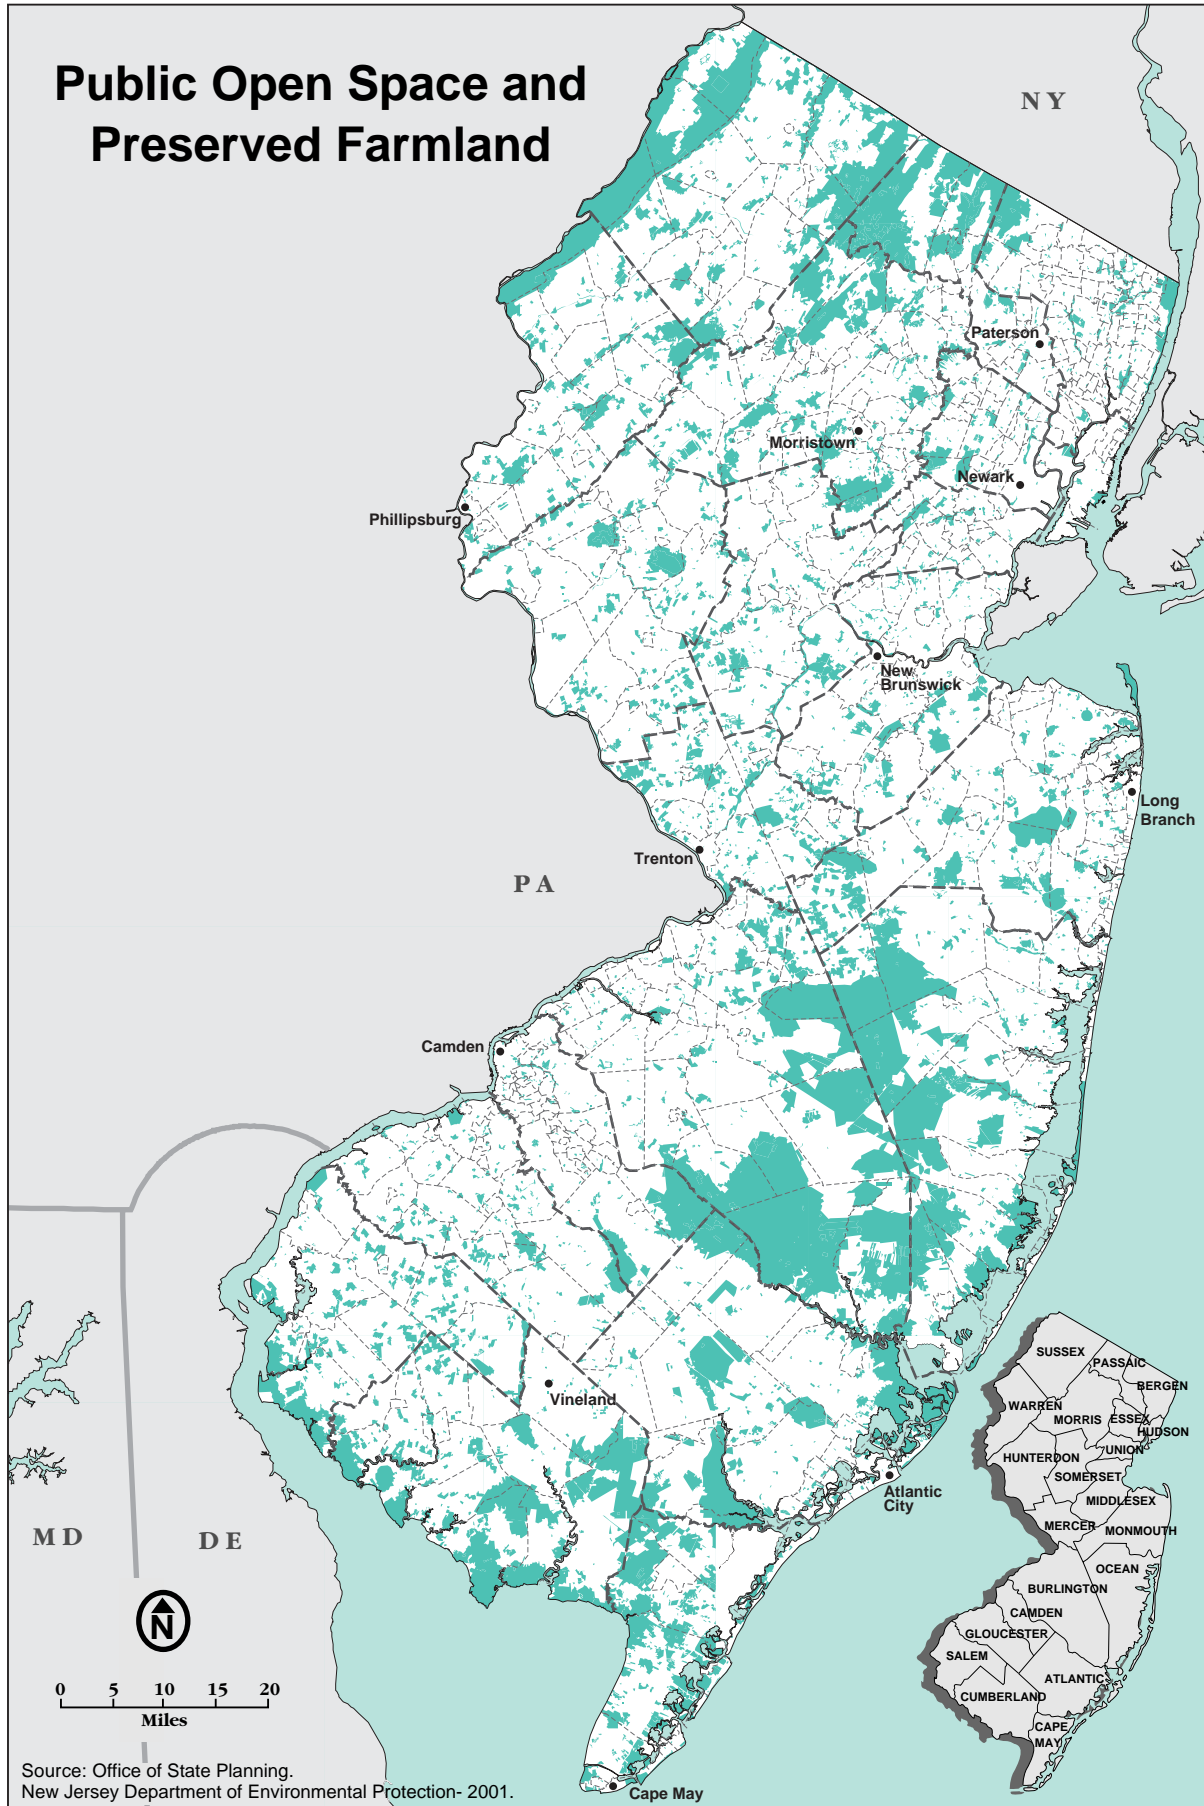 Public Open Space and
Preserved Farmland
NY
Paterson
Morristown
Newark
Phillipsburg
New
Brunswick
Long
Branch
Trenton
PA
Camden
Vineland
Atlantic
City
MD
DE
N
0 5 10 15 20
Miles
Source: Office of State Planning.
New Jersey Department of Environmental Protection- 2001.
Cape May
SUSSEX
PASSAIC
BERGEN
WARREN
MORRIS
ESSEX
HUDSON
UNION
HUNTERDON
SOMERSET
MIDDLESEX
MERCER
MONMOUTH
OCEAN
BURLINGTON
CAMDEN
GLOUCESTER
SALEM
ATLANTIC
CUMBERLAND
CAPE
MAY